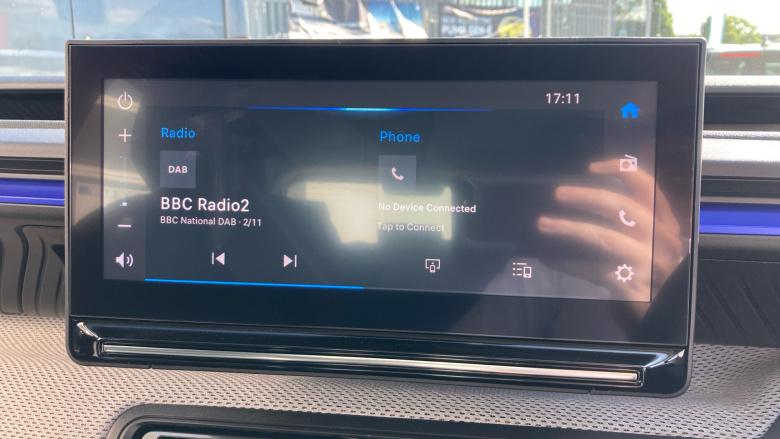 17:11
Radio
Phone
DAB
BBC Radio2
BBC National DAB · 2/11
No Device Connected
Tap to Connect